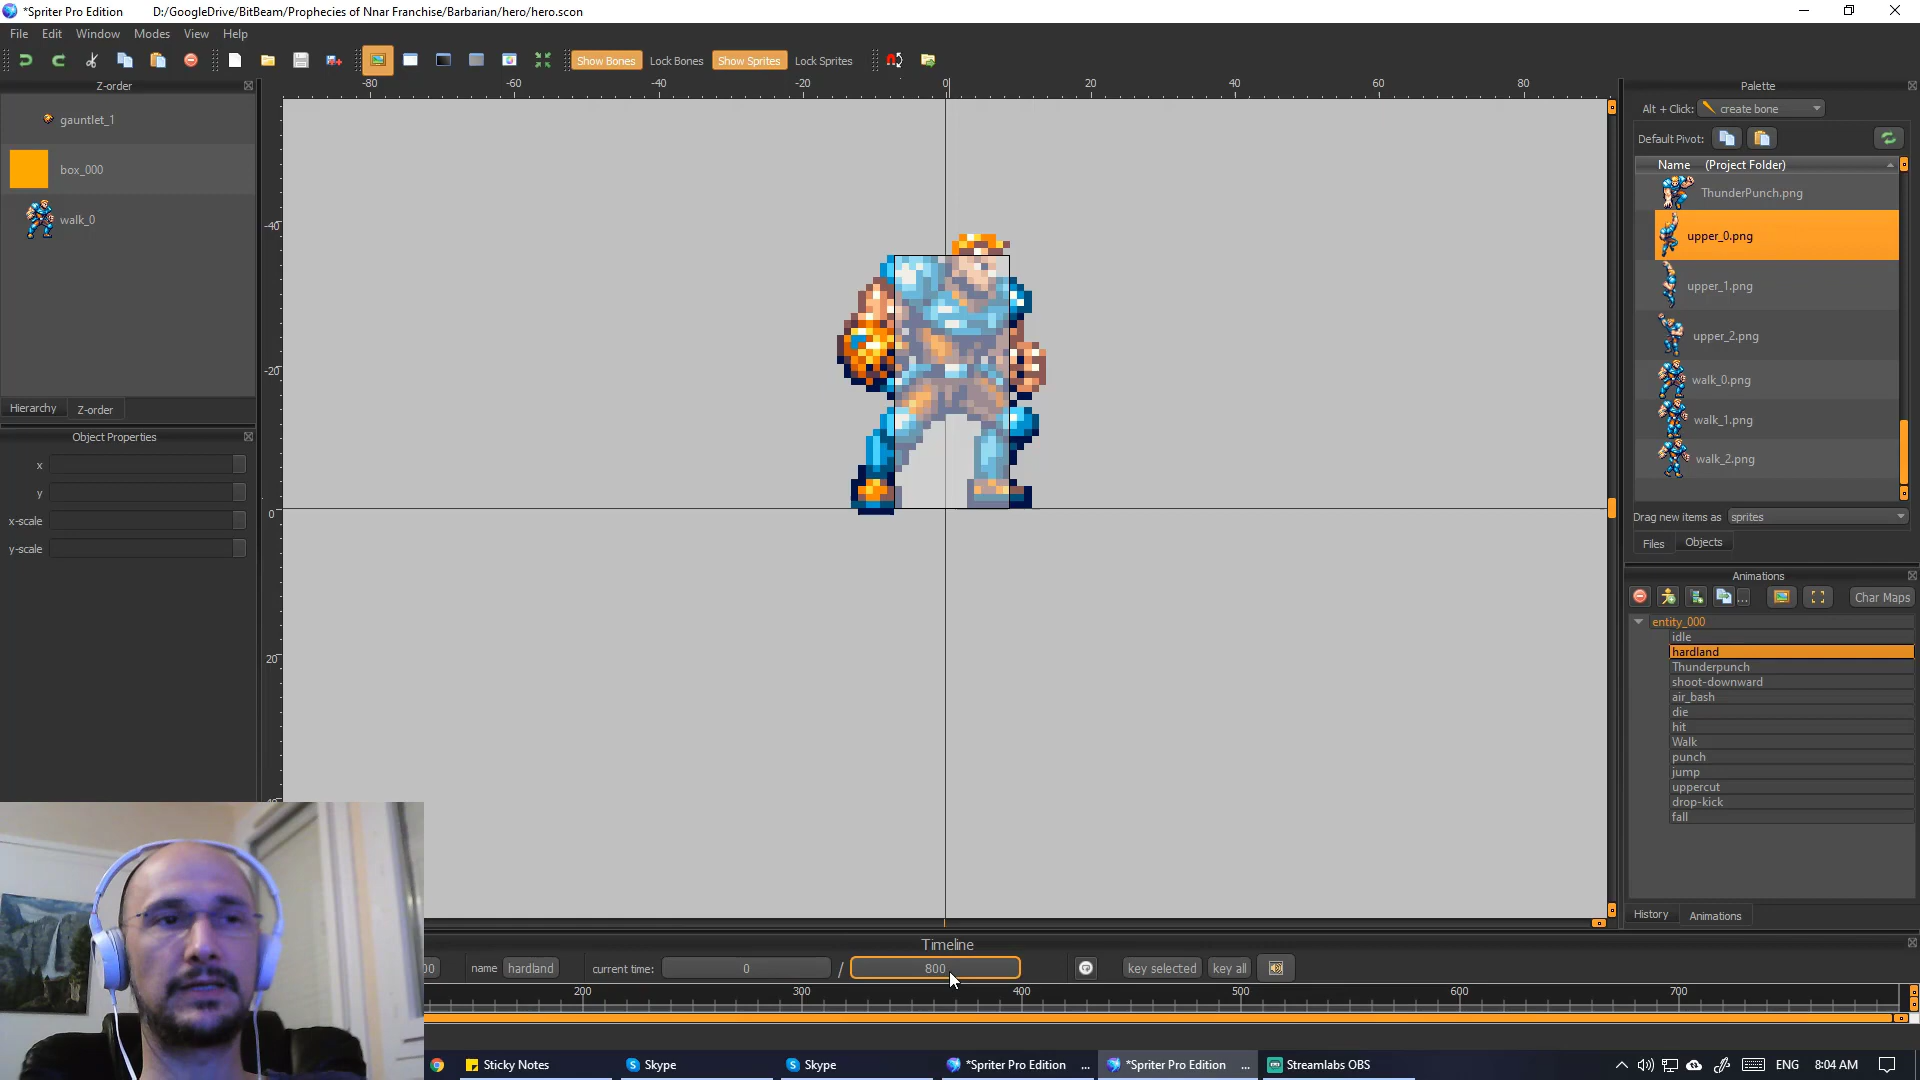 *Spriter Pro Edition D:/GoogleDrive/BitBeam/Prophecies of Nnar Franchise/Barbarian/hero/hero.scon
File Edit Window Modes View Help
Show Bones Lock Bones Show Sprites Lock Sprites
Z-order
gauntlet_1
box_000
walk_0
Hierarchy Z-order
Object Properties
x
y
x-scale
y-scale
-80 -60 -40 -20 0 20 40 60 80
-40
-20
0
20
Palette
Alt + Click: create bone
Default Pivot:
Name (Project Folder)
ThunderPunch.png
upper_0.png
upper_1.png
upper_2.png
walk_0.png
walk_1.png
walk_2.png
Drag new items as sprites
Files Objects
Animations
... Char Maps
entity_000
idle
hardland
Thunderpunch
shoot-downward
air_bash
die
hit
Walk
punch
jump
uppercut
drop-kick
fall
History Animations
Timeline
00 name hardland current time: 0 / 800 key selected key all
200 300 400 500 600 700
Sticky Notes Skype Skype *Spriter Pro Edition ... *Spriter Pro Edition ... Streamlabs OBS ENG 8:04 AM